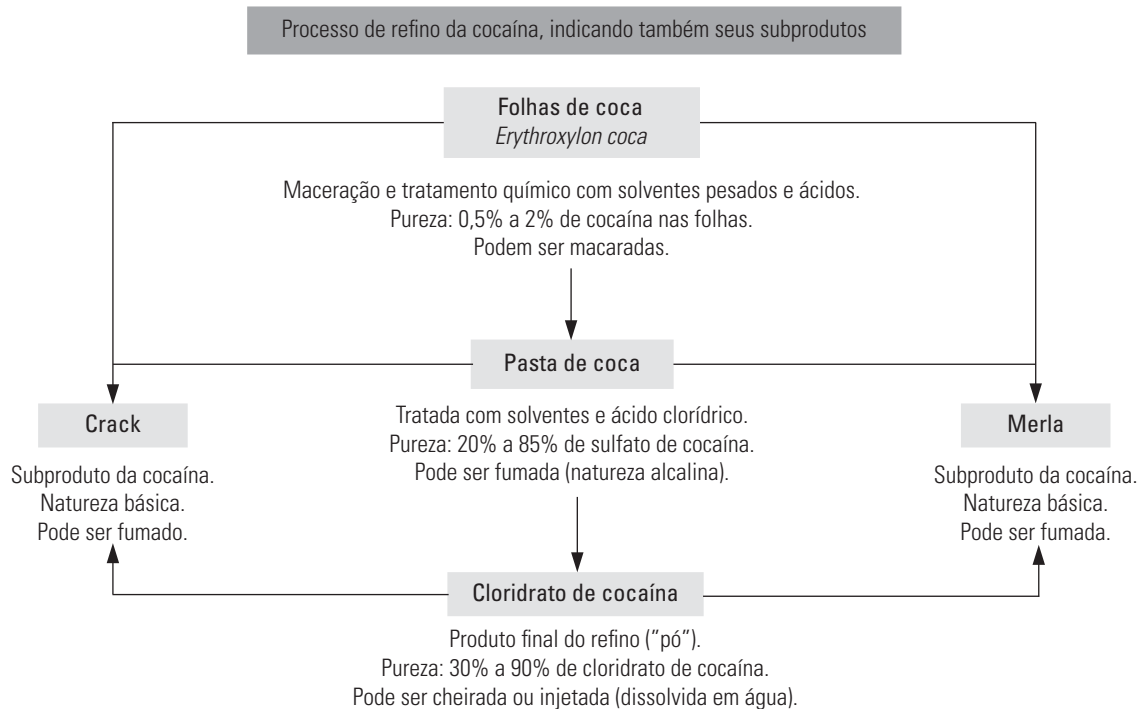 Processo de refino da cocaína, indicando também seus subprodutos
Folhas de coca
Erythroxylon coca
Maceração e tratamento químico com solventes pesados e ácidos.
Pureza: 0,5% a 2% de cocaína nas folhas.
Podem ser macaradas.
Pasta de coca
Tratada com solventes e ácido clorídrico.
Pureza: 20% a 85% de sulfato de cocaína.
Pode ser fumada (natureza alcalina).
Crack
Subproduto da cocaína.
Natureza básica.
Pode ser fumado.
Merla
Subproduto da cocaína.
Natureza básica.
Pode ser fumada.
Cloridrato de cocaína
Produto final do refino ("pó").
Pureza: 30% a 90% de cloridrato de cocaína.
Pode ser cheirada ou injetada (dissolvida em água).